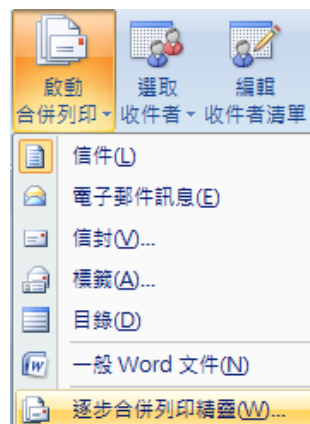 啟動 選取 編輯
合併列印 收件者 收件者清單
信件(L)
電子郵件訊息(E)
信封(V)...
標籤(A)...
目錄(D)
一般 Word 文件(N)
逐步合併列印精靈(W)...